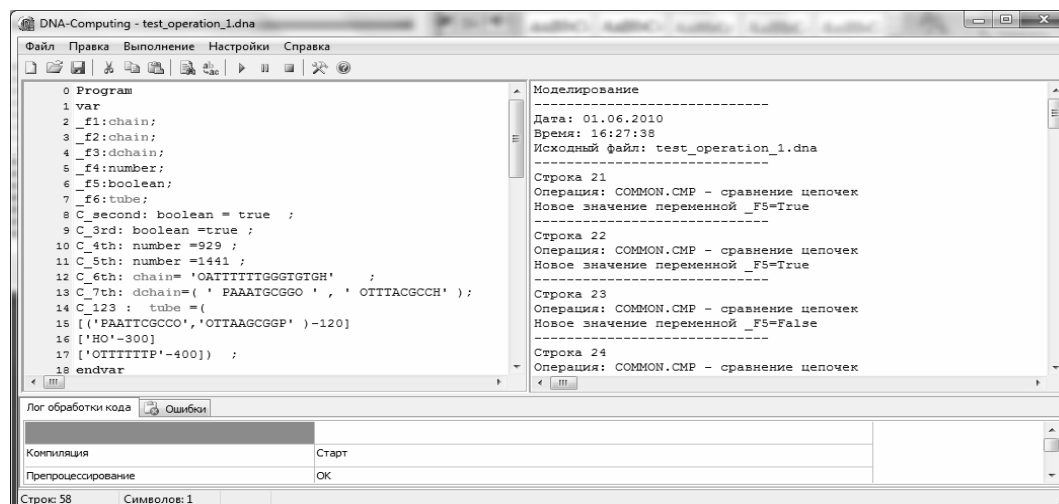 DNA-Computing - test_operation_1.dna
Файл Правка Выполнение Настройки Справка
0 Program
1 var
2 _f1:chain;
3 _f2:chain;
4 _f3:dchain;
5 _f4:number;
6 _f5:boolean;
7 _f6:tube;
8 C_second: boolean = true ;
9 C_3rd: boolean =true ;
10 C_4th: number =929 ;
11 C_5th: number =1441 ;
12 C_6th: chain= 'OATTTTTTGGGTGTGH' ;
13 C_7th: dchain=( ' PAAATGCGGO ' , ' OTTTACGCCH' );
14 C_123 : tube =(
15 [('PAATTCGCCO','OTTAAGCGGP' )-120]
16 ['HO'-300]
17 ['OTTTTTTP'-400]) ;
18 endvar
Моделирование
-----------------------------
Дата: 01.06.2010
Время: 16:27:38
Исходный файл: test_operation_1.dna
-----------------------------
Строка 21
Операция: COMMON.CMP - сравнение цепочек
Новое значение переменной _F5=True
-----------------------------
Строка 22
Операция: COMMON.CMP - сравнение цепочек
Новое значение переменной _F5=True
-----------------------------
Строка 23
Операция: COMMON.CMP - сравнение цепочек
Новое значение переменной _F5=False
-----------------------------
Строка 24
Операция: COMMON.CMP - сравнение цепочек
Лог обработки кода Ошибки
Компиляция Старт
Препроцессирование OK
Строк: 58 Символов: 1